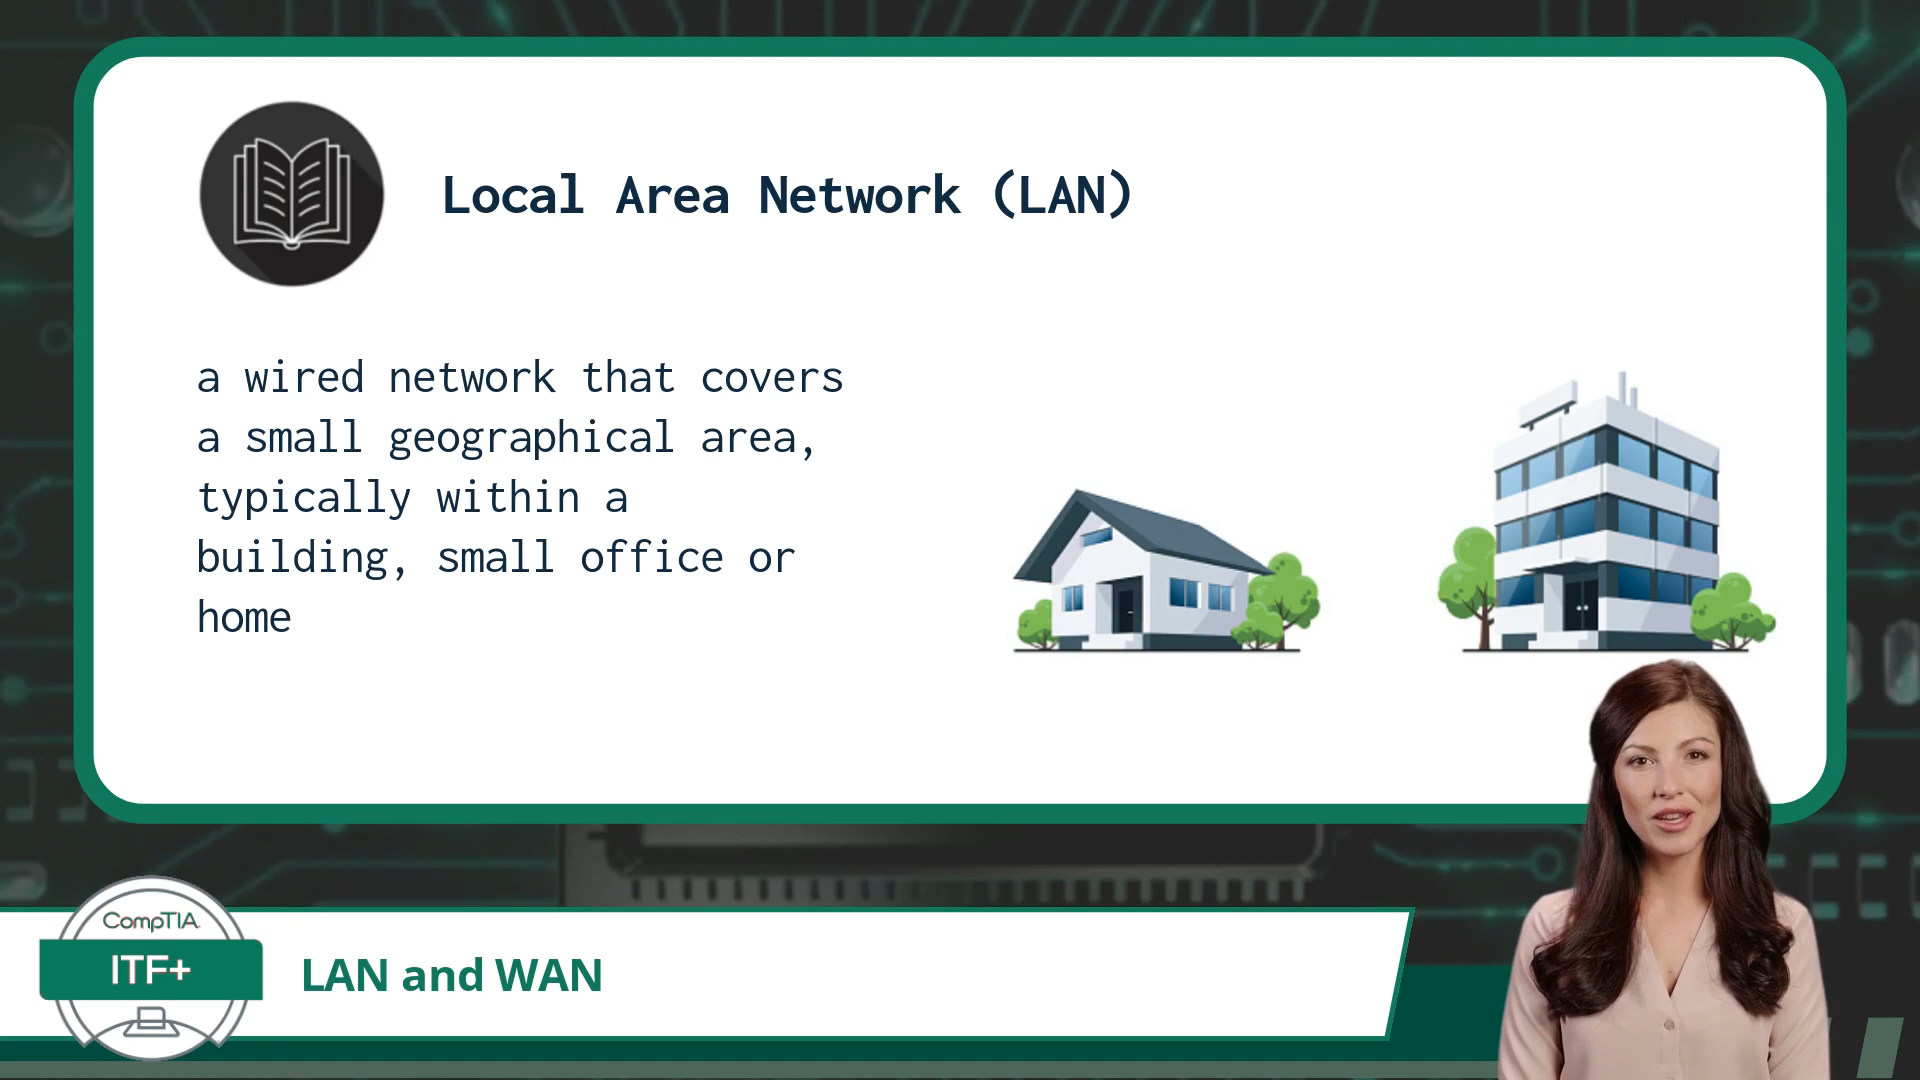 Local Area Network (LAN)
a wired network that covers
a small geographical area,
typically within a
building, small office or
home
CompTIA
ITF+
LAN and WAN